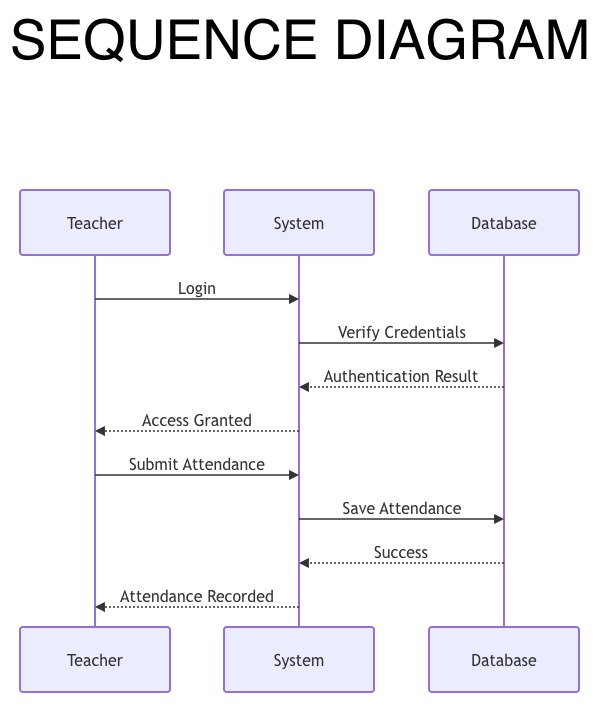 SEQUENCE DIAGRAM
Teacher
System
Database
Login
Verify Credentials
Authentication Result
Access Granted
Submit Attendance
Save Attendance
Success
Attendance Recorded
Teacher
System
Database